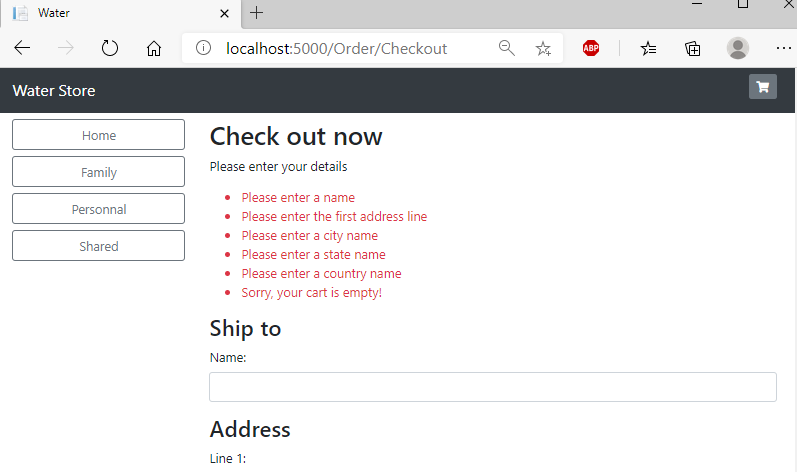 Water
localhost:5000/Order/Checkout
ABP
Water Store
Home
Family
Personnal
Shared
Check out now
Please enter your details
Please enter a name
Please enter the first address line
Please enter a city name
Please enter a state name
Please enter a country name
Sorry, your cart is empty!
Ship to
Name:
Address
Line 1: